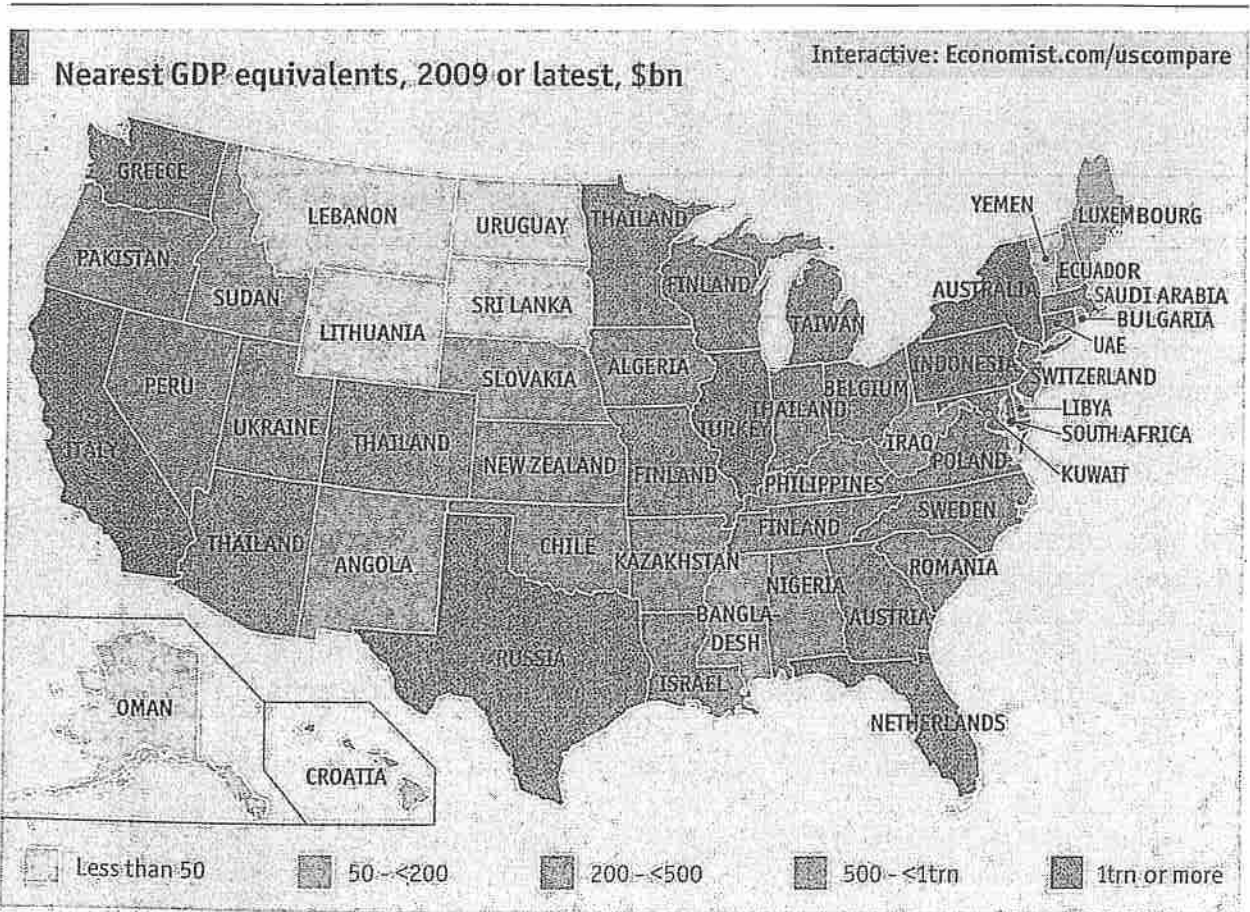 Interactive: Economist.com/uscompare
Nearest GDP equivalents, 2009 or latest, $bn
GREECE
LEBANON
URUGUAY
THAILAND
YEMEN
LUXEMBOURG
PAKISTAN
SUDAN
LITHUANIA
SRI LANKA
FINLAND
TAIWAN
AUSTRALIA
ECUADOR
SAUDI ARABIA
BULGARIA
UAE
PERU
UKRAINE
SLOVAKIA
ALGERIA
THAILAND
BELGIUM
INDONESIA
SWITZERLAND
ITALY
THAILAND
NEW ZEALAND
FINLAND
TURKEY
IRAQ
POLAND
LIBYA
SOUTH AFRICA
KUWAIT
PHILIPPINES
THAILAND
ANGOLA
CHILE
KAZAKHSTAN
FINLAND
SWEDEN
ROMANIA
RUSSIA
BANGLA-
DESH
NIGERIA
AUSTRIA
ISRAEL
NETHERLANDS
OMAN
CROATIA
Less than 50
50 - <200
200 - <500
500 - <1trn
1trn or more